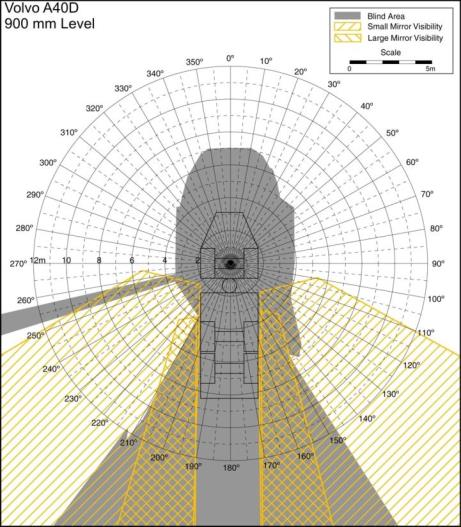 Volvo A40D
900 mm Level
Blind Area
Small Mirror Visibility
Large Mirror Visibility
Scale
0 5m
0°
350° 10°
340° 20°
330° 30°
320° 40°
310° 50°
300° 60°
290° 70°
280° 80°
270° 12m 10 8 6 4 2 90°
260° 100°
250° 110°
240° 120°
230° 130°
220° 140°
210° 150°
200° 160°
190° 180° 170°